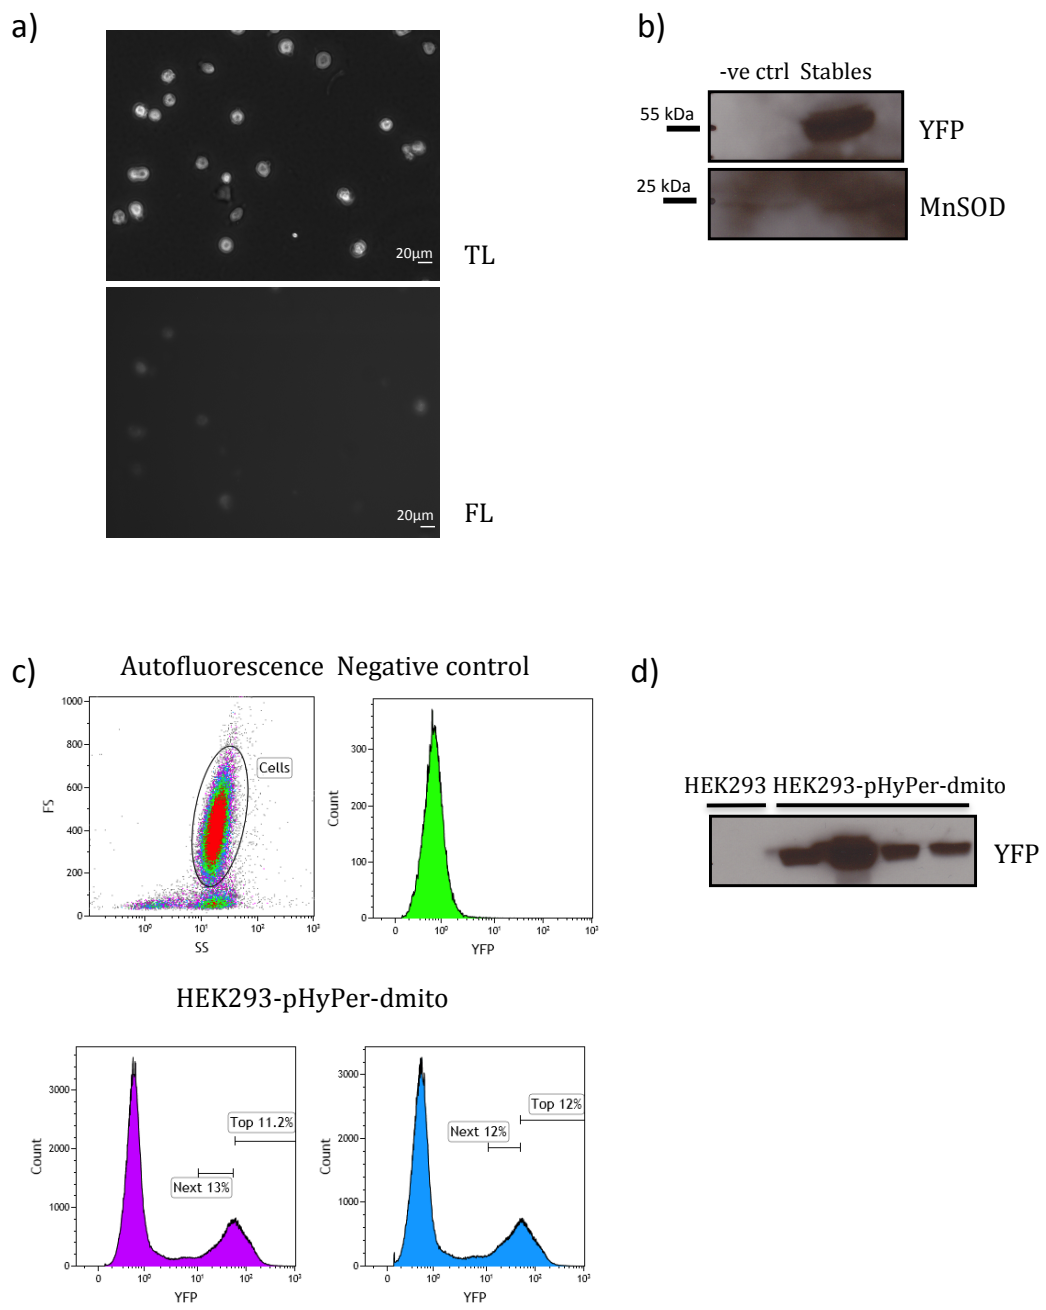 a)
20μm
TL
20μm
FL
b)
-ve ctrl Stables
55 kDa
YFP
25 kDa
MnSOD
c)
Autofluorescence Negative control
1000
800
600
400
200
0
FS
Cells
10⁰
10¹
10²
10³
SS
300
200
100
0
Count
0
10⁰
10¹
10²
10³
YFP
HEK293-pHyPer-dmito
3000
2000
1000
0
Count
Top 11.2%
Next 13%
0
10⁰
10¹
10²
10³
YFP
3000
2000
1000
0
Count
Top 12%
Next 12%
0
10⁰
10¹
10²
10³
YFP
d)
HEK293 HEK293-pHyPer-dmito
YFP